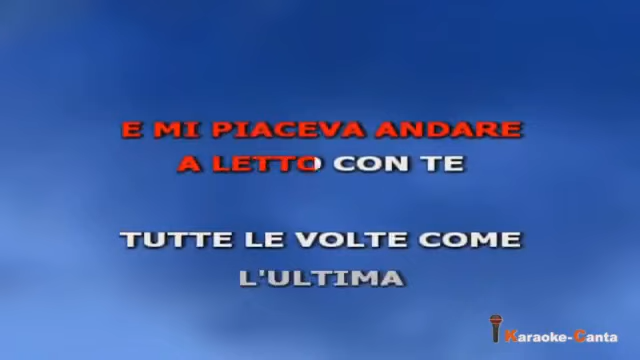 E MI PIACEVA ANDARE
A LETTO CON TE
TUTTE LE VOLTE COME
L'ULTIMA
Karaoke-Canta